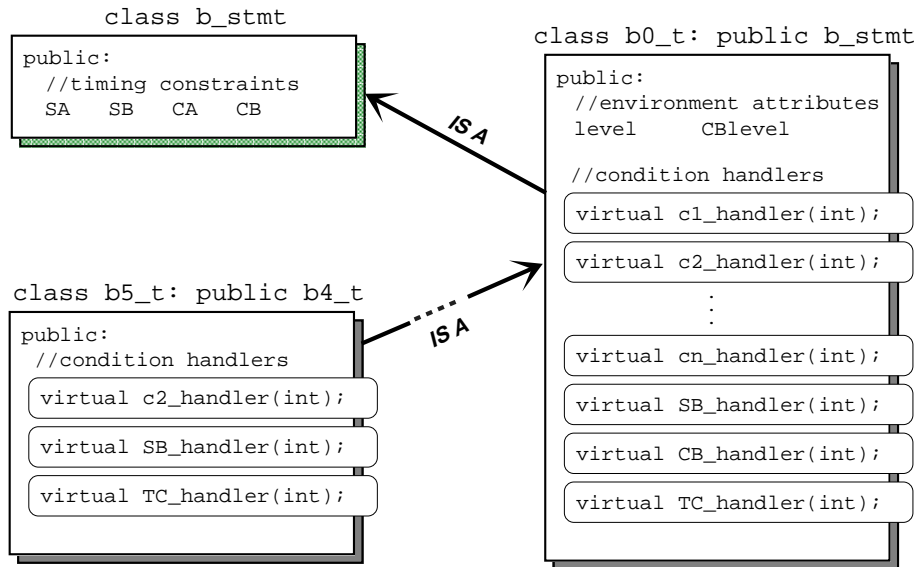 class b_stmt
public:
//timing constraints
SA SB CA CB
IS A
class b0_t: public b_stmt
public:
//environment attributes
level CBlevel
//condition handlers
virtual c1_handler(int);
virtual c2_handler(int);
.
.
.
virtual cn_handler(int);
virtual SB_handler(int);
virtual CB_handler(int);
virtual TC_handler(int);
class b5_t: public b4_t
public:
//condition handlers
virtual c2_handler(int);
virtual SB_handler(int);
virtual TC_handler(int);
IS A